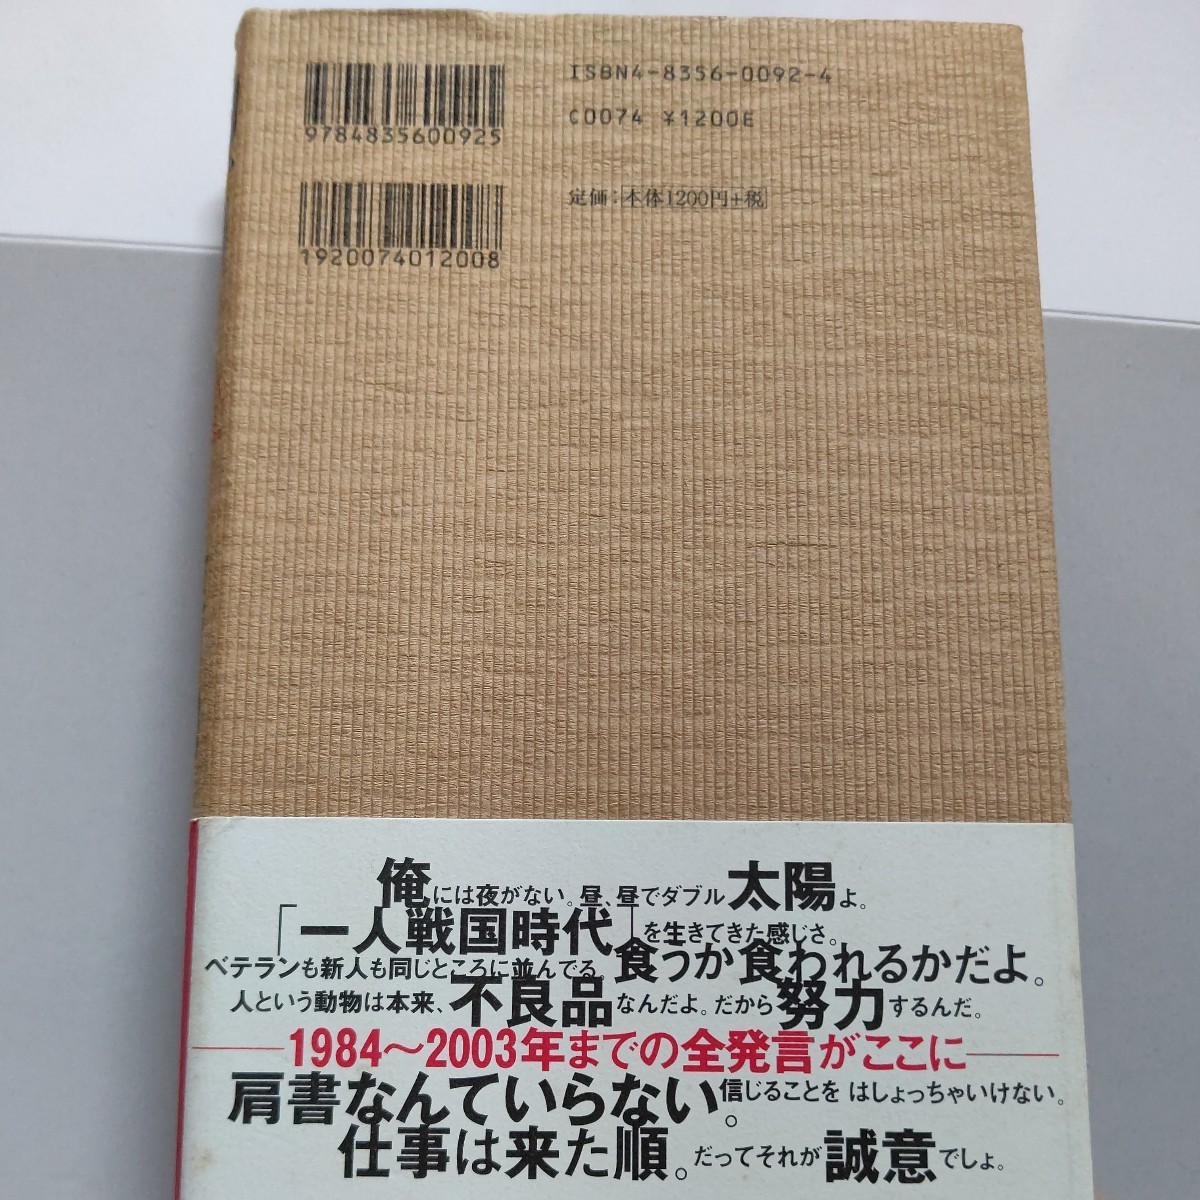 9784835600925
ISBN4-8356-0092-4
C0074 ¥1200E
1920074012008
定価：本体1200円+税
俺には夜がない。昼、昼でダブル太陽よ。
「一人戦国時代」を生きてきた感じさ。
ベテランも新人も同じところに並んでる。食うか食われるかだよ。
人という動物は本来、不良品なんだよ。だから努力するんだ。
1984〜2003年までの全発言がここに
肩書なんていらない。信じることを はしょっちゃいけない。
仕事は来た順。だってそれが誠意でしょ。